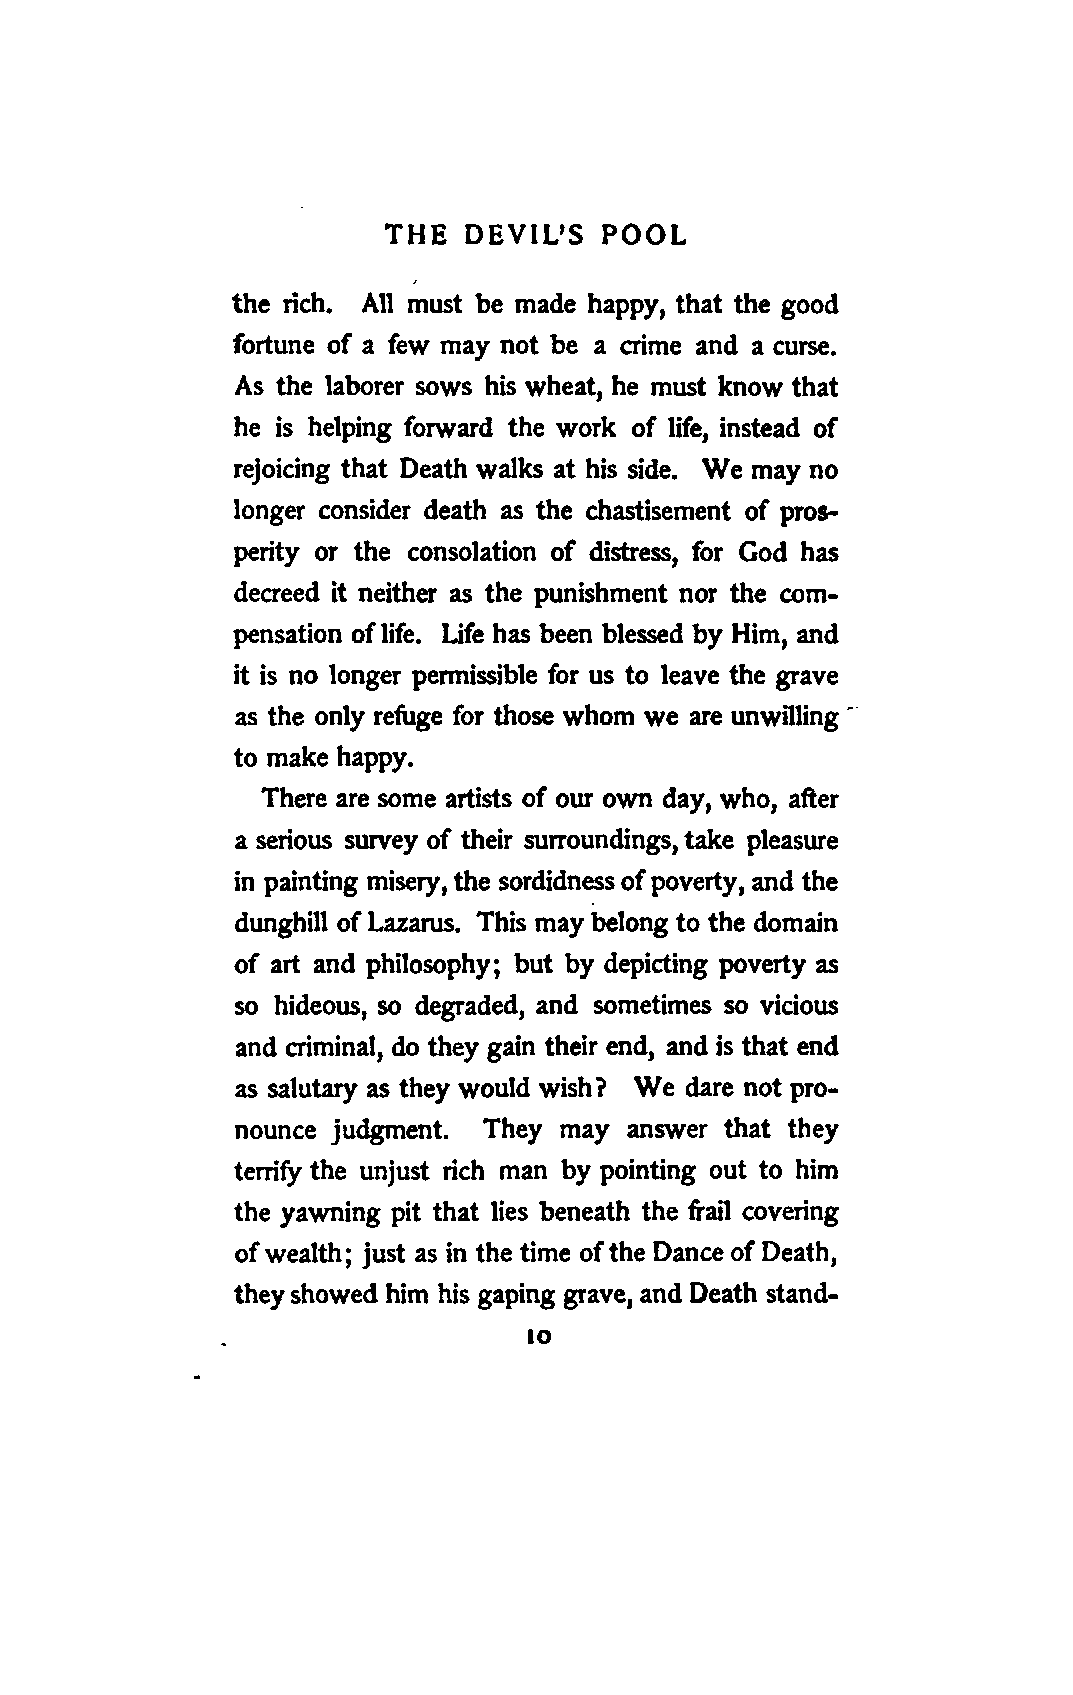 THE DEVIL'S POOL
the rich. All must be made happy, that the good
fortune of a few may not be a crime and a curse.
As the laborer sows his wheat, he must know that
he is helping forward the work of life, instead of
rejoicing that Death walks at his side. We may no
longer consider death as the chastisement of pros-
perity or the consolation of distress, for God has
decreed it neither as the punishment nor the com-
pensation of life. Life has been blessed by Him, and
it is no longer permissible for us to leave the grave
as the only refuge for those whom we are unwilling
to make happy.
There are some artists of our own day, who, after
a serious survey of their surroundings, take pleasure
in painting misery, the sordidness of poverty, and the
dunghill of Lazarus. This may belong to the domain
of art and philosophy; but by depicting poverty as
so hideous, so degraded, and sometimes so vicious
and criminal, do they gain their end, and is that end
as salutary as they would wish? We dare not pro-
nounce judgment. They may answer that they
terrify the unjust rich man by pointing out to him
the yawning pit that lies beneath the frail covering
of wealth; just as in the time of the Dance of Death,
they showed him his gaping grave, and Death stand-
10